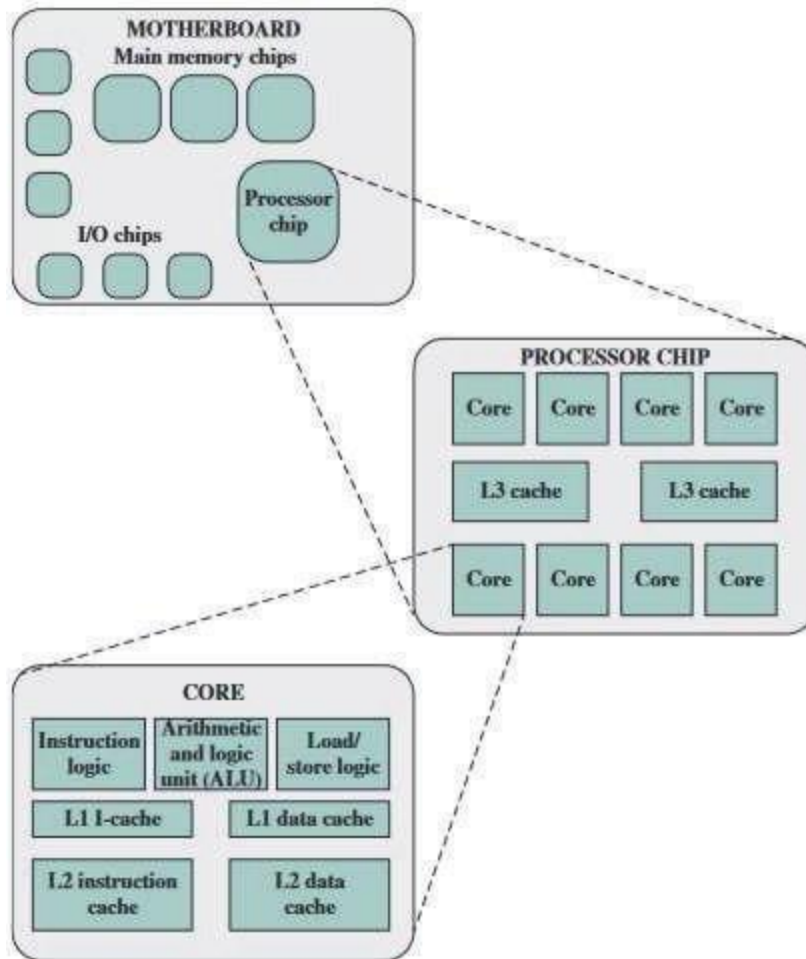 MOTHERBOARD
Main memory chips
Processor
chip
I/O chips
PROCESSOR CHIP
Core
Core
Core
Core
L3 cache
L3 cache
Core
Core
Core
Core
CORE
Instruction
logic
Arithmetic
and logic
unit (ALU)
Load/
store logic
L1 I-cache
L1 data cache
L2 instruction
cache
L2 data
cache